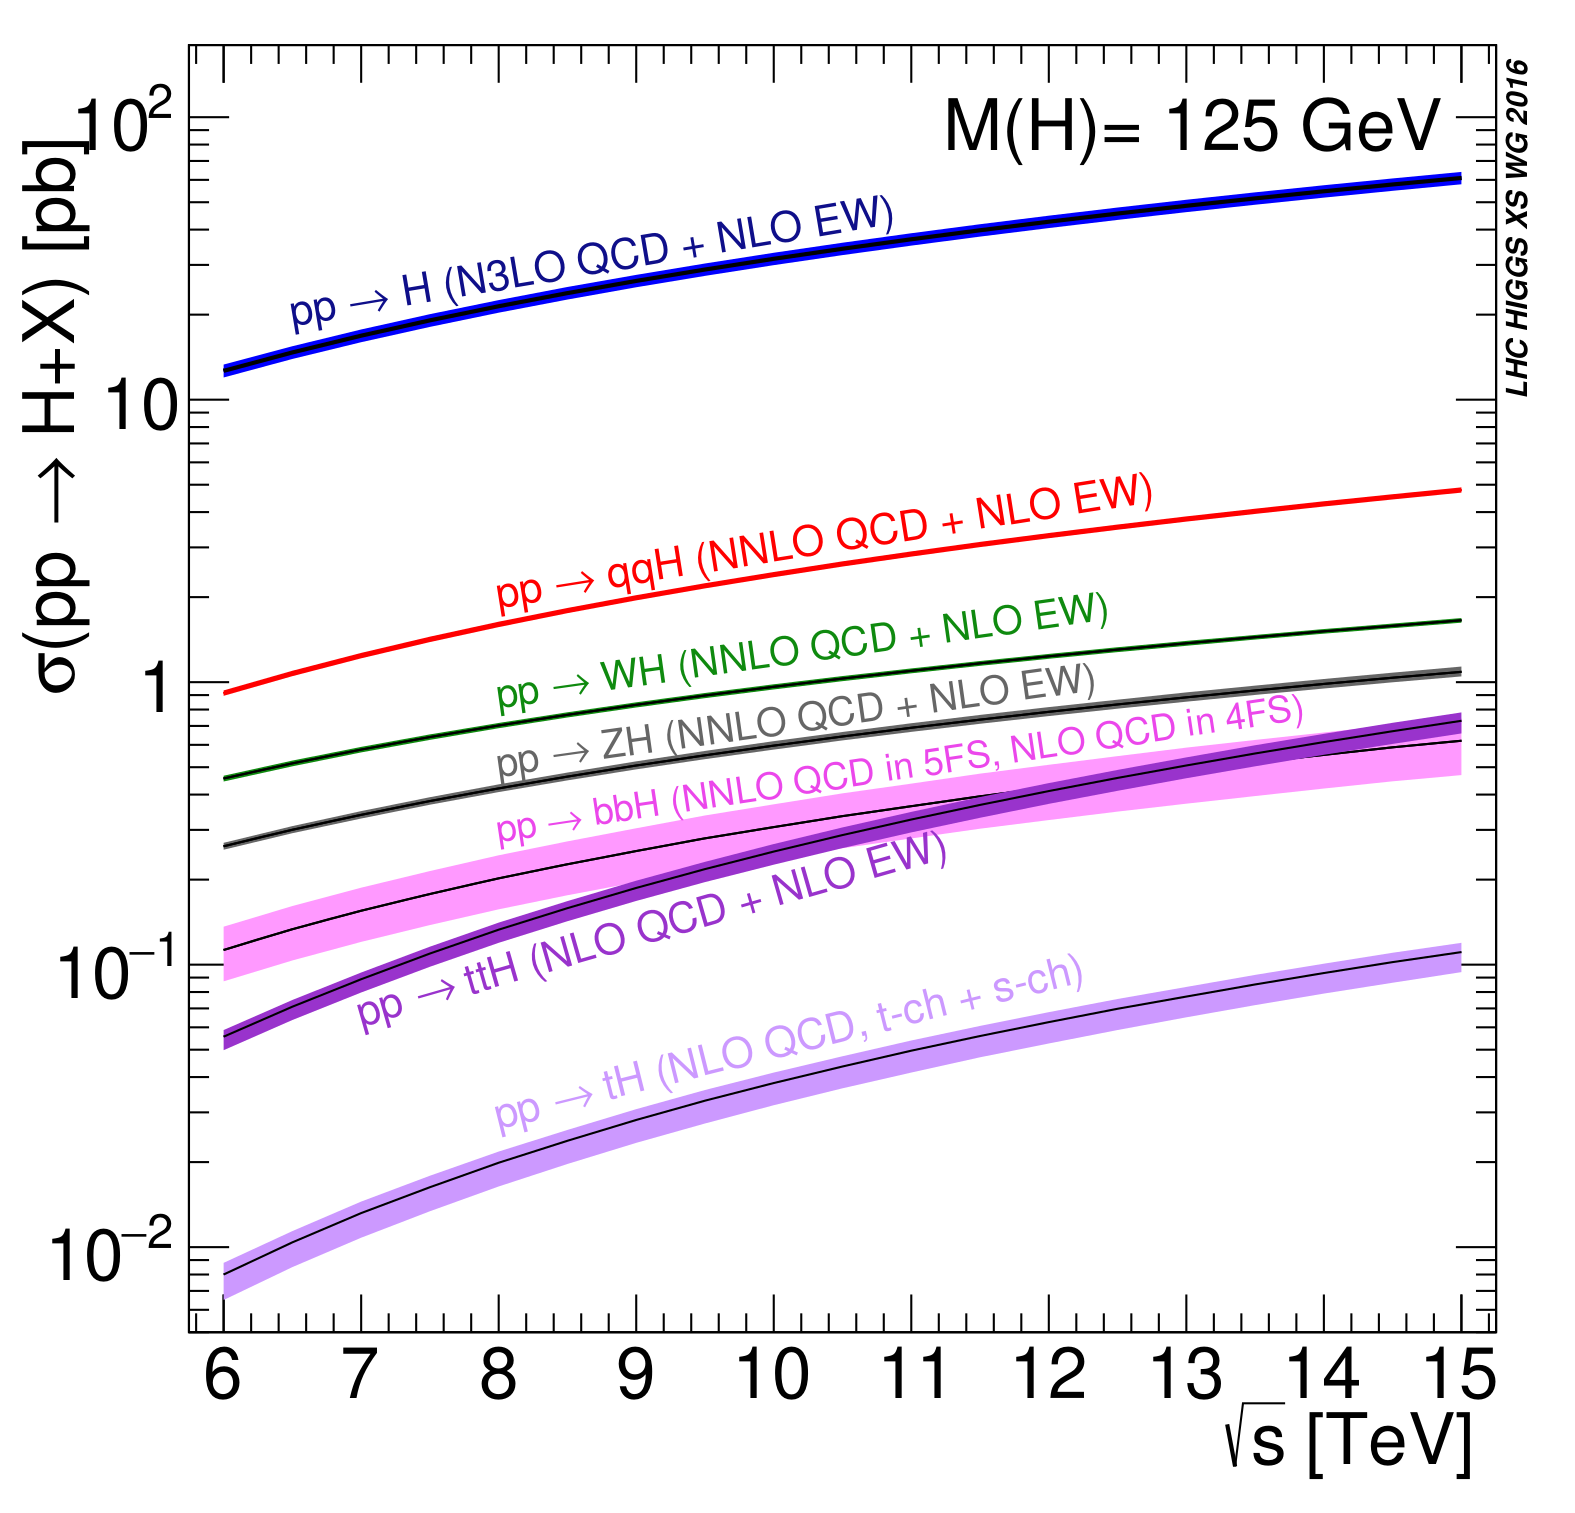 M(H)= 125 GeV
LHC HIGGS XS WG 2016
σ(pp → H+X) [pb]
10²
10
1
10⁻¹
10⁻²
pp → H (N3LO QCD + NLO EW)
pp → qqH (NNLO QCD + NLO EW)
pp → WH (NNLO QCD + NLO EW)
pp → ZH (NNLO QCD + NLO EW)
pp → bbH (NNLO QCD in 5FS, NLO QCD in 4FS)
pp → ttH (NLO QCD + NLO EW)
pp → tH (NLO QCD, t-ch + s-ch)
6 7 8 9 10 11 12 13 14 15
√s [TeV]